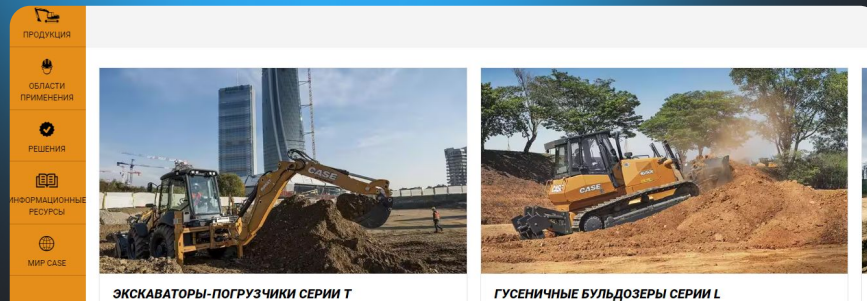 ПРОДУКЦИЯ
ОБЛАСТИ
ПРИМЕНЕНИЯ
РЕШЕНИЯ
ИНФОРМАЦИОННЫЕ
РЕСУРСЫ
МИР CASE
CASE
ЭКСКАВАТОРЫ-ПОГРУЗЧИКИ СЕРИИ T
CASE
ГУСЕНИЧНЫЕ БУЛЬДОЗЕРЫ СЕРИИ L